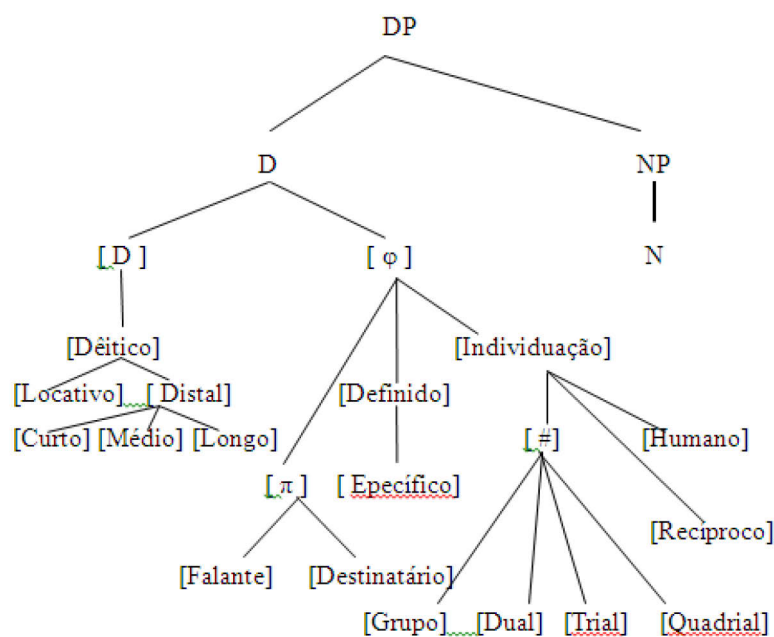 DP
D NP
[ D ] [ φ ] N
[Dêitico] [Individuação]
[Locativo] [ Distal] [Definido]
[Curto] [Médio] [Longo] [ #] [Humano]
[ π ] [ Epecífico]
[Recíproco]
[Falante] [Destinatário]
[Grupo] [Dual] [Trial] [Quadrial]